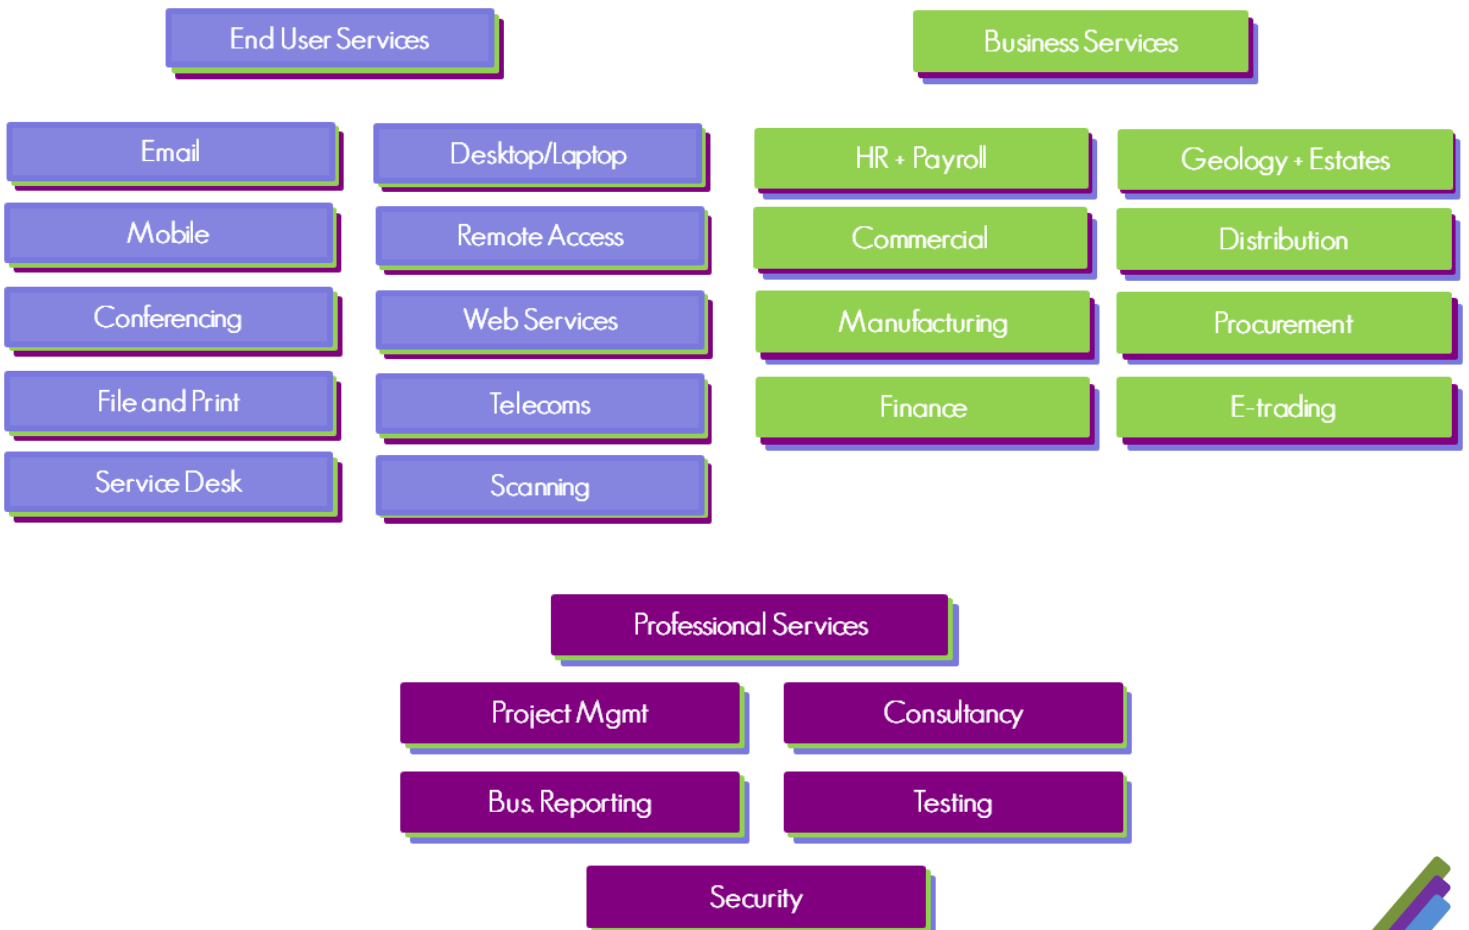 End User Services
Business Services
Email
Desktop/Laptop
HR + Payroll
Geology + Estates
Mobile
Remote Access
Commercial
Distribution
Conferencing
Web Services
Manufacturing
Procurement
File and Print
Telecoms
Finance
E-trading
Service Desk
Scanning
Professional Services
Project Mgmt
Consultancy
Bus. Reporting
Testing
Security